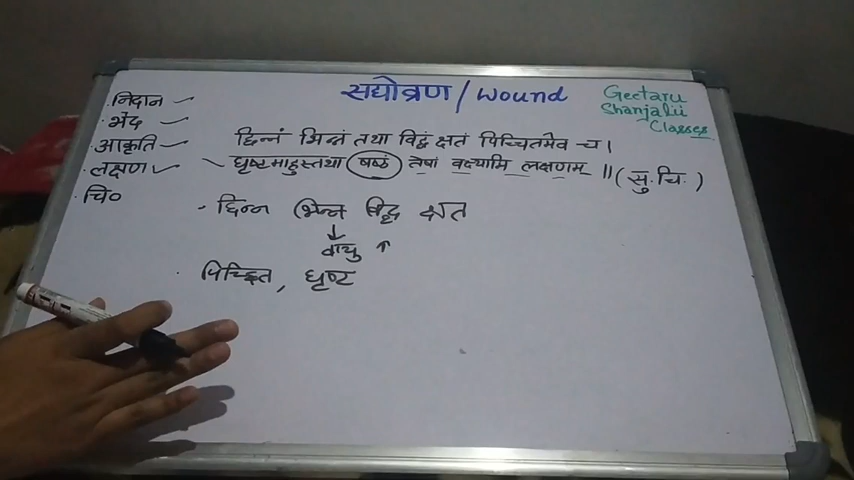 सद्योव्रण / Wound
Geetanu
Shanjalii
Classes
· निदान
· भेद
· आकृति
· लक्षण
· चि०
छिन्नं भिन्नं तथा विद्धं क्षतं पिच्चितमेव च ।
घृष्टमाहुस्तथा षष्ठं तेषां वक्ष्यामि लक्षणम् ॥ (सु. चि. )
- छिन्न भिन्न विद्ध क्षत
↓
वायु ↑
· पिच्चित, घृष्ट